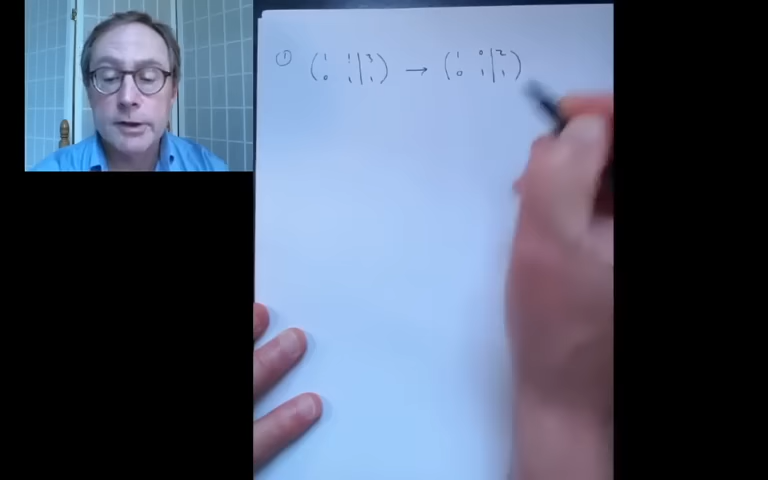 ① ( 1 1 | 3 ) → ( 1 0 | 2 )
( 0 1 | 1 ) ( 0 1 | 1 )